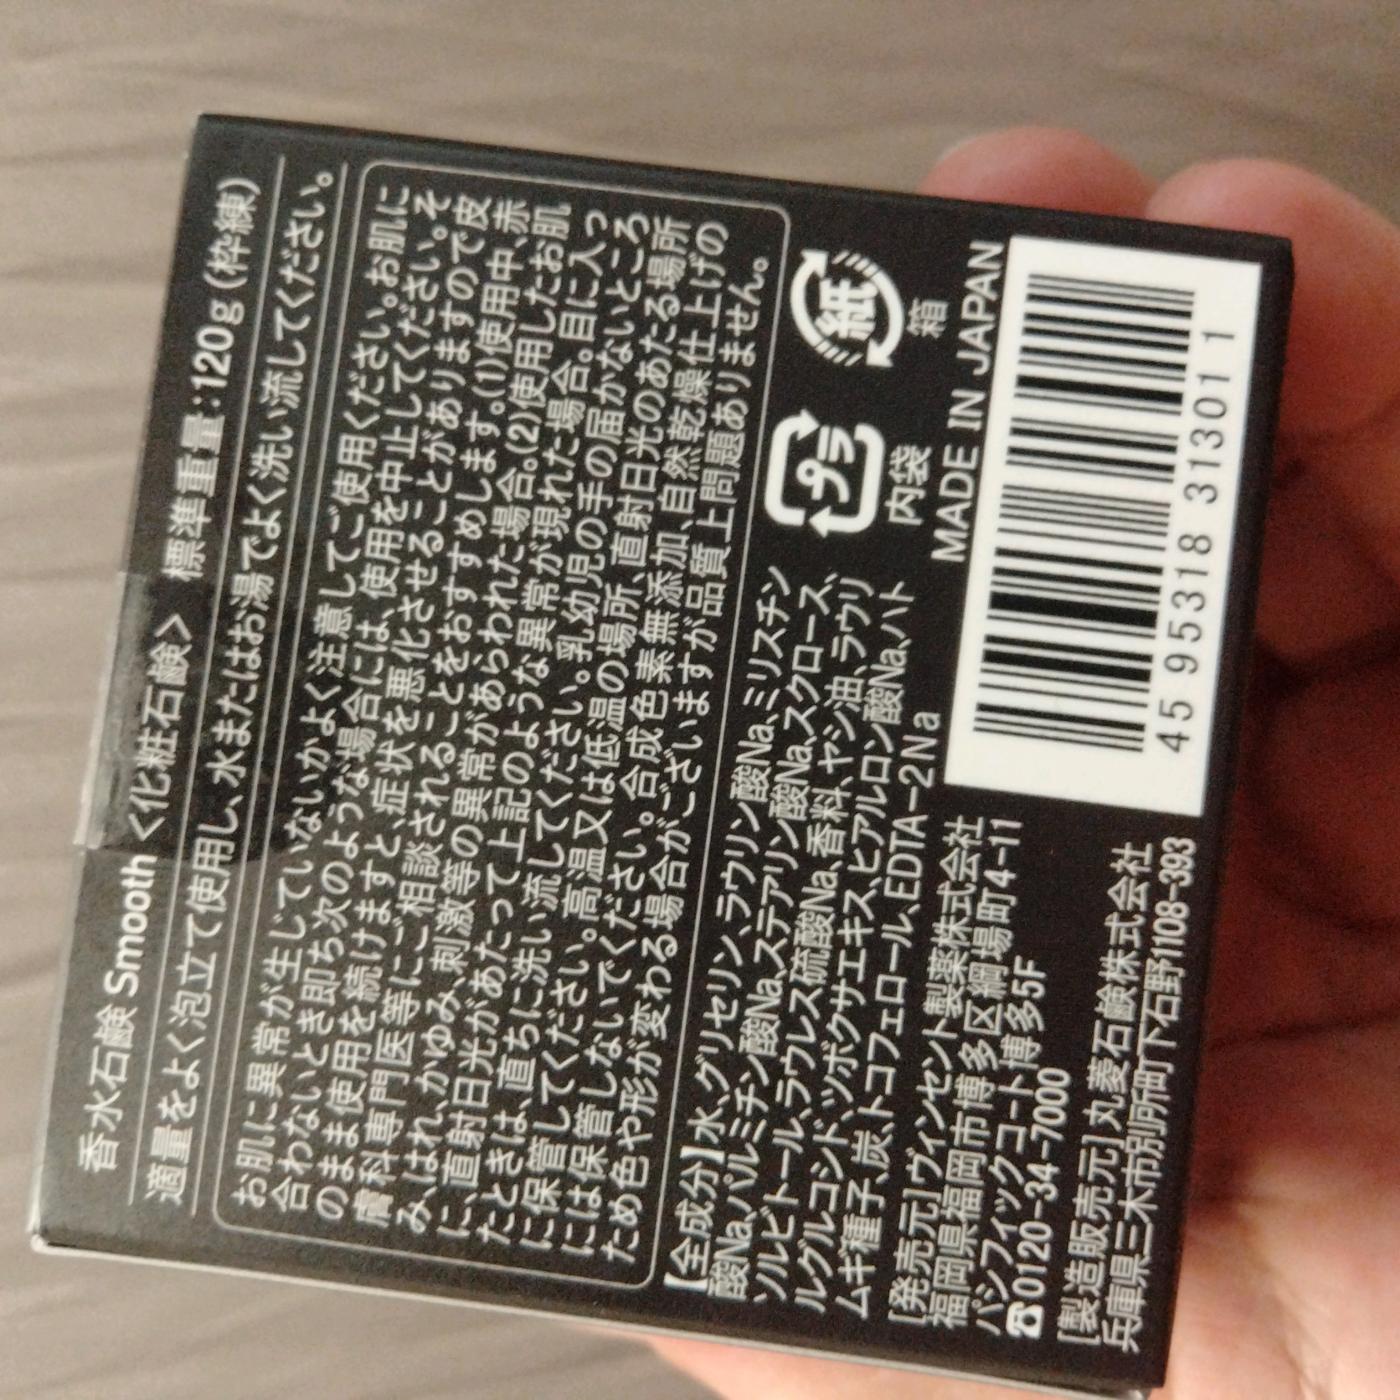 香水石鹸 Smooth <化粧石鹸> 標準重量:120g(枠練)
適量をよく泡立て使用し、水またはお湯でよく洗い流してください。
お肌に異常が生じていないかよく注意してご使用ください。お肌に
合わないとき即ち次のような場合には、使用を中止してください。そ
のまま使用を続けますと、症状を悪化させることがありますので皮
膚科専門医等にご相談されることをおすすめします。(1)使用中、赤
み、はれ、かゆみ、刺激等の異常があらわれた場合。(2)使用したお肌
に、直射日光があたって上記のような異常が現れた場合。目に入っ
たときは、直ちに洗い流してください。乳幼児の手の届かないところ
に保管してください。高温又は低温の場所、直射日光のあたる場所
には保管しないでください。合成色素無添加、自然乾燥仕上げの
ため色や形が変わる場合がございますが品質上問題ありません。
【全成分】水、グリセリン、ラウリン酸Na、ミリスチン
酸Na、パルミチン酸Na、ステアリン酸Na、スクロース、
ソルビトール、ラウレス硫酸Na、香料、ヤシ油、ラウリ
ルグルコシド、ツボクサエキス、ヒアルロン酸Na、ハト
ムギ種子、炭、トコフェロール、EDTA-2Na
プラ
内袋
紙
箱
MADE IN JAPAN
[発売元]ヴィンセント製薬株式会社
福岡県福岡市博多区綱場町4-11
パシフィックコート博多5F
☎0120-34-7000
[製造販売元]丸菱石鹸株式会社
兵庫県三木市別所町下石野1108-393
45 95318 31301 1